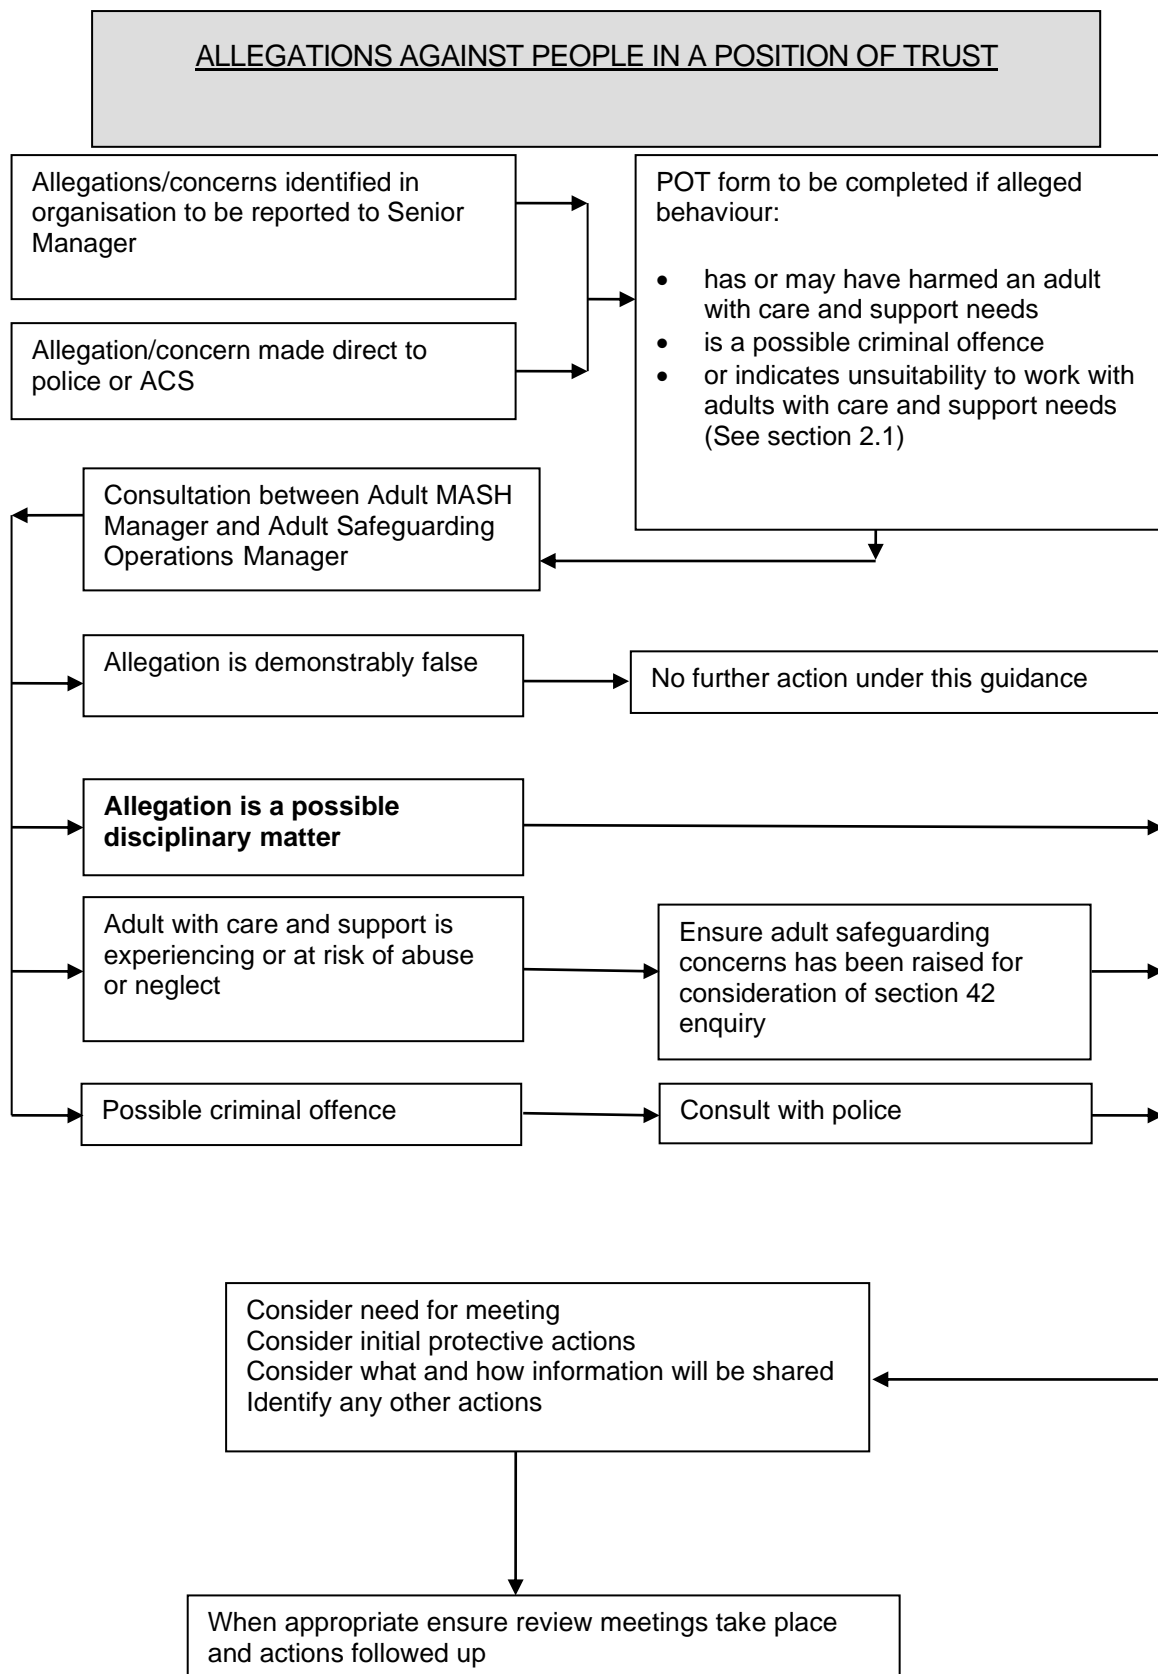 ALLEGATIONS AGAINST PEOPLE IN A POSITION OF TRUST
Allegations/concerns identified in
organisation to be reported to Senior
Manager
Allegation/concern made direct to
police or ACS
POT form to be completed if alleged
behaviour:
• has or may have harmed an adult
with care and support needs
• is a possible criminal offence
• or indicates unsuitability to work with
adults with care and support needs
(See section 2.1)
Consultation between Adult MASH
Manager and Adult Safeguarding
Operations Manager
Allegation is demonstrably false
No further action under this guidance
Allegation is a possible
disciplinary matter
Adult with care and support is
experiencing or at risk of abuse
or neglect
Ensure adult safeguarding
concerns has been raised for
consideration of section 42
enquiry
Possible criminal offence
Consult with police
Consider need for meeting
Consider initial protective actions
Consider what and how information will be shared
Identify any other actions
When appropriate ensure review meetings take place
and actions followed up